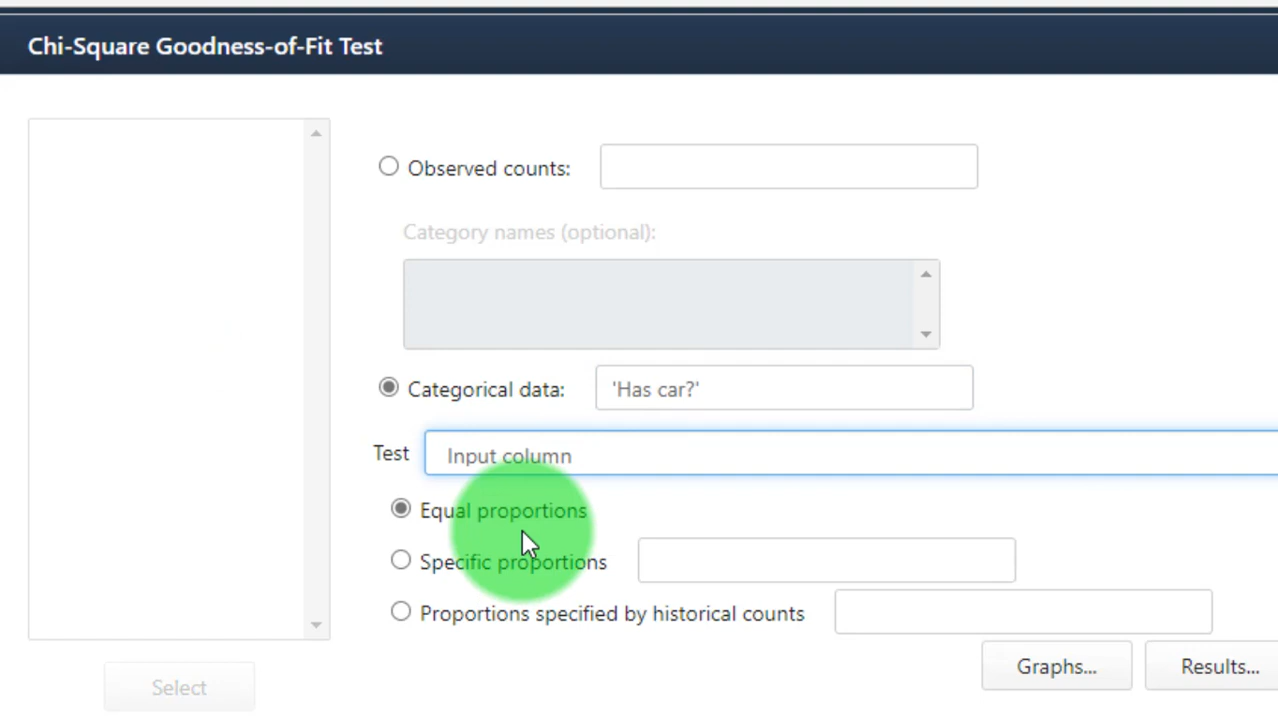 Chi-Square Goodness-of-Fit Test
Observed counts:
Category names (optional):
Categorical data: 'Has car?'
Test Input column
Equal proportions
Specific proportions
Proportions specified by historical counts
Graphs... Results...
Select